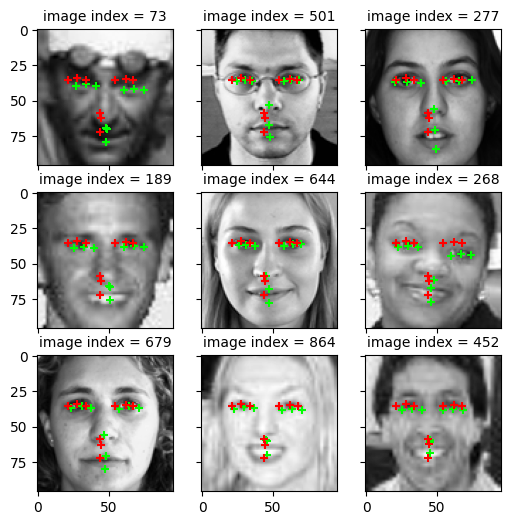 image index = 73
image index = 501
image index = 277
0
25
50
75
image index = 189
image index = 644
image index = 268
0
25
50
75
image index = 679
image index = 864
image index = 452
0
25
50
75
0
50
0
50
0
50